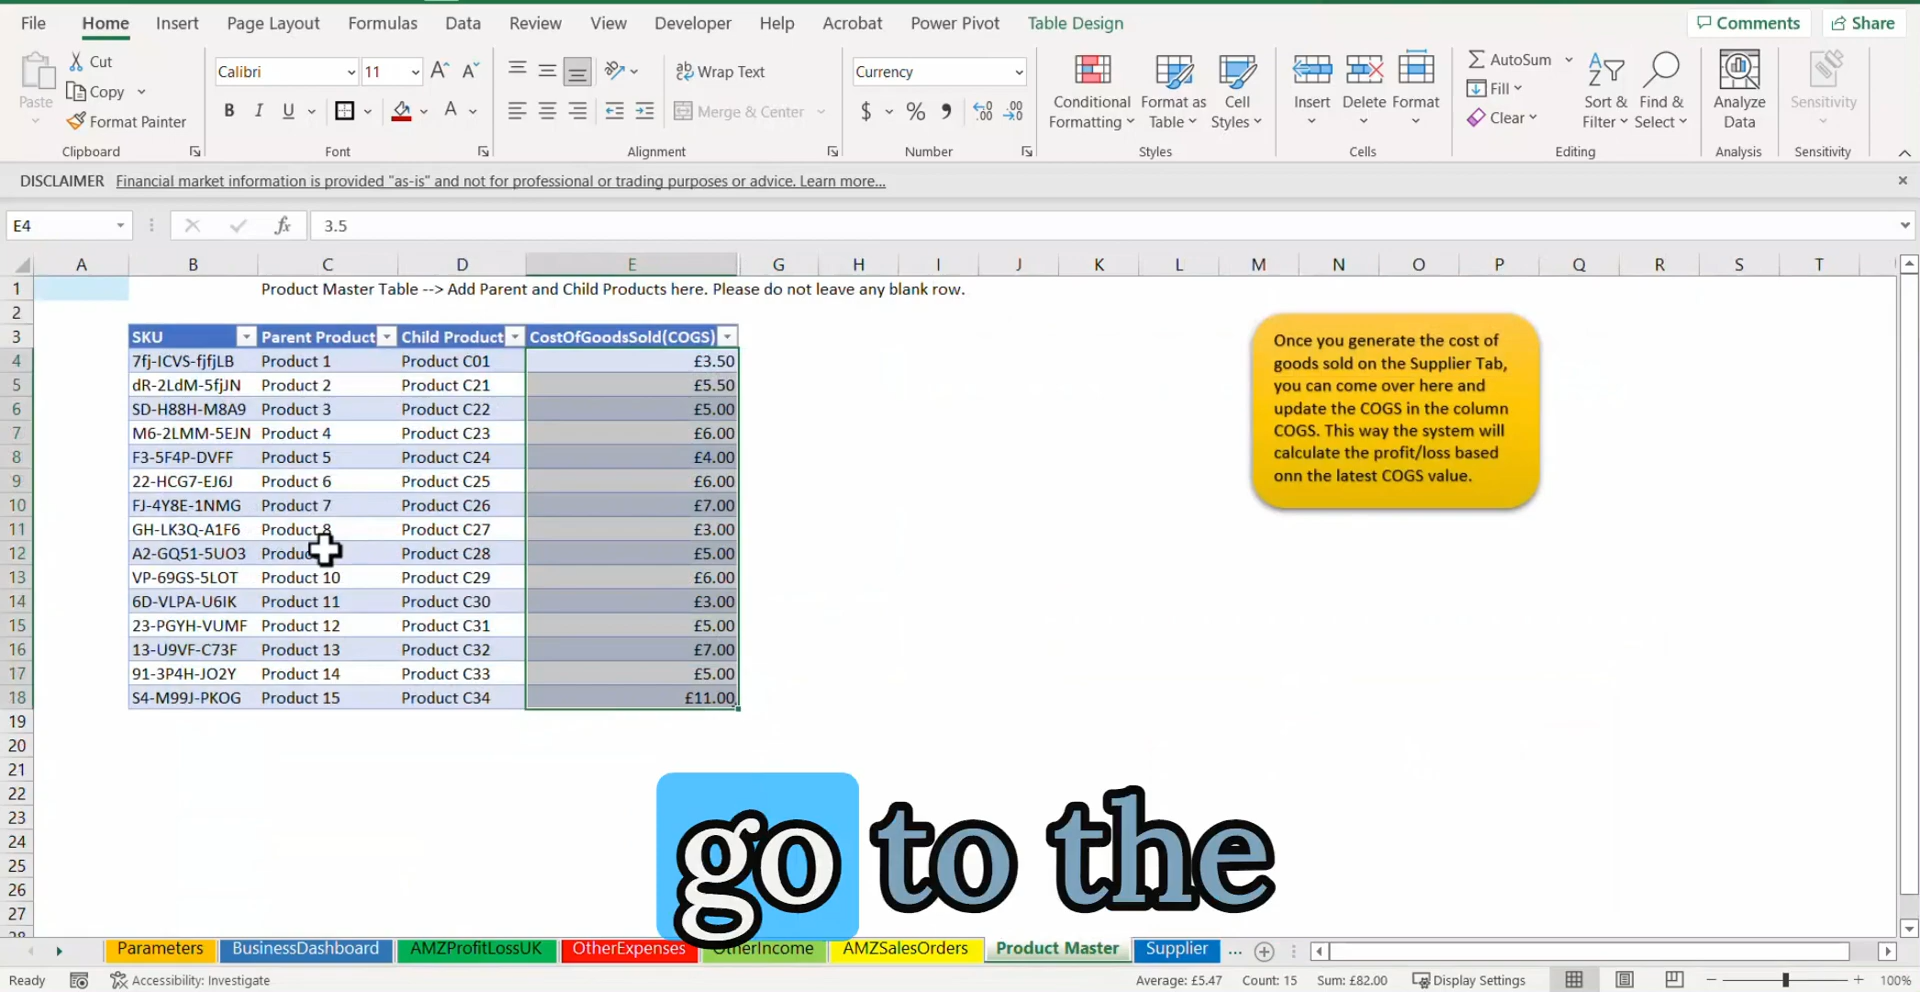 File Home Insert Page Layout Formulas Data Review View Developer Help Acrobat Power Pivot Table Design Comments Share
Paste
Cut
Copy
Format Painter
Clipboard
Calibri 11
B I U
Font
Wrap Text
Merge & Center
Alignment
Currency
$ % ,
Number
Conditional Formatting
Format as Table
Cell Styles
Styles
Insert
Delete
Format
Cells
AutoSum
Fill
Clear
Sort & Filter
Find & Select
Editing
Analyze Data
Analysis
Sensitivity
Sensitivity
DISCLAIMER Financial market information is provided "as-is" and not for professional or trading purposes or advice. Learn more...
E4 fx 3.5
A B C D E G H I J K L M N O P Q R S T
1 Product Master Table --> Add Parent and Child Products here. Please do not leave any blank row.
2
3 SKU Parent Product Child Product CostOfGoodsSold(COGS)
4 7fj-ICVS-fjfjLB Product 1 Product C01 £3.50
5 dR-2LdM-5fjJN Product 2 Product C21 £5.50
6 SD-H88H-M8A9 Product 3 Product C22 £5.00
7 M6-2LMM-5EJN Product 4 Product C23 £6.00
8 F3-5F4P-DVFF Product 5 Product C24 £4.00
9 22-HCG7-EJ6J Product 6 Product C25 £6.00
10 FJ-4Y8E-1NMG Product 7 Product C26 £7.00
11 GH-LK3Q-A1F6 Product 8 Product C27 £3.00
12 A2-GQ51-5UO3 Product C28 £5.00
13 VP-69GS-5LOT Product 10 Product C29 £6.00
14 6D-VLPA-U6IK Product 11 Product C30 £3.00
15 23-PGYH-VUMF Product 12 Product C31 £5.00
16 13-U9VF-C73F Product 13 Product C32 £7.00
17 91-3P4H-JO2Y Product 14 Product C33 £5.00
18 S4-M99J-PKOG Product 15 Product C34 £11.00
19
20
21
22
23
24
25
26
27
Once you generate the cost of
goods sold on the Supplier Tab,
you can come over here and
update the COGS in the column
COGS. This way the system will
calculate the profit/loss based
onn the latest COGS value.
go to the
Parameters BusinessDashboard AMZProfitLossUK OtherExpenses OtherIncome AMZSalesOrders Product Master Supplier ...
Ready Accessibility: Investigate Average: £5.47 Count: 15 Sum: £82.00 Display Settings 100%